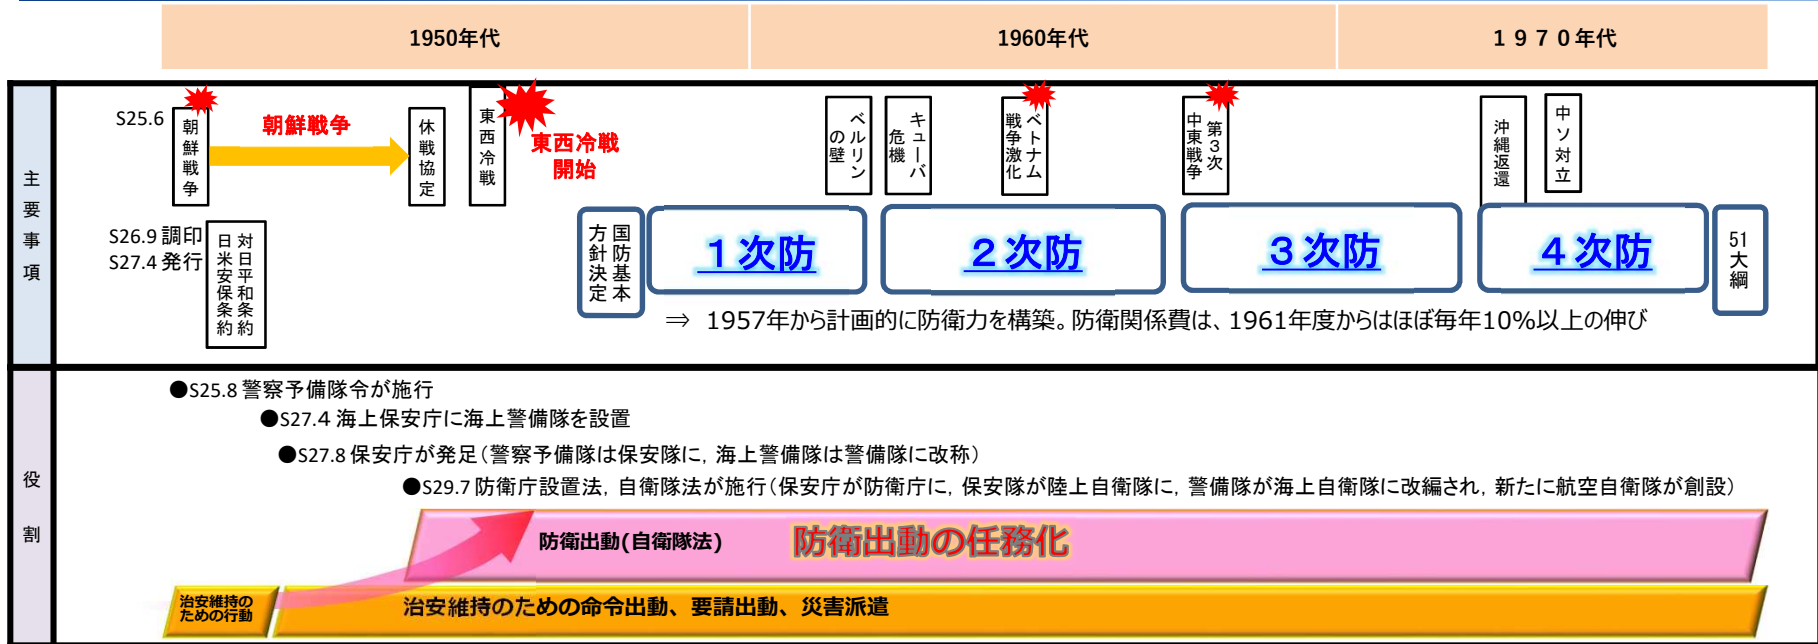 1950年代
1960年代
１９７０年代
主要事項
S25.6
朝鮮戦争
朝鮮戦争
休戦協定
東西冷戦
東西冷戦
開始
ベルリン
の壁
キューバ
危機
ベトナム
戦争激化
第3次
中東戦争
沖縄返還
中ソ対立
S26.9 調印
S27.4 発行
対日平和条約
日米安保条約
国防基本
方針決定
１次防
２次防
３次防
４次防
51大綱
⇒ 1957年から計画的に防衛力を構築。防衛関係費は、1961年度からはほぼ毎年10%以上の伸び
役割
●S25.8 警察予備隊令が施行
●S27.4 海上保安庁に海上警備隊を設置
●S27.8 保安庁が発足（警察予備隊は保安隊に，海上警備隊は警備隊に改称）
●S29.7 防衛庁設置法，自衛隊法が施行（保安庁が防衛庁に，保安隊が陸上自衛隊に，警備隊が海上自衛隊に改編され，新たに航空自衛隊が創設）
防衛出動(自衛隊法)
防衛出動の任務化
治安維持の
ための行動
治安維持のための命令出動、要請出動、災害派遣